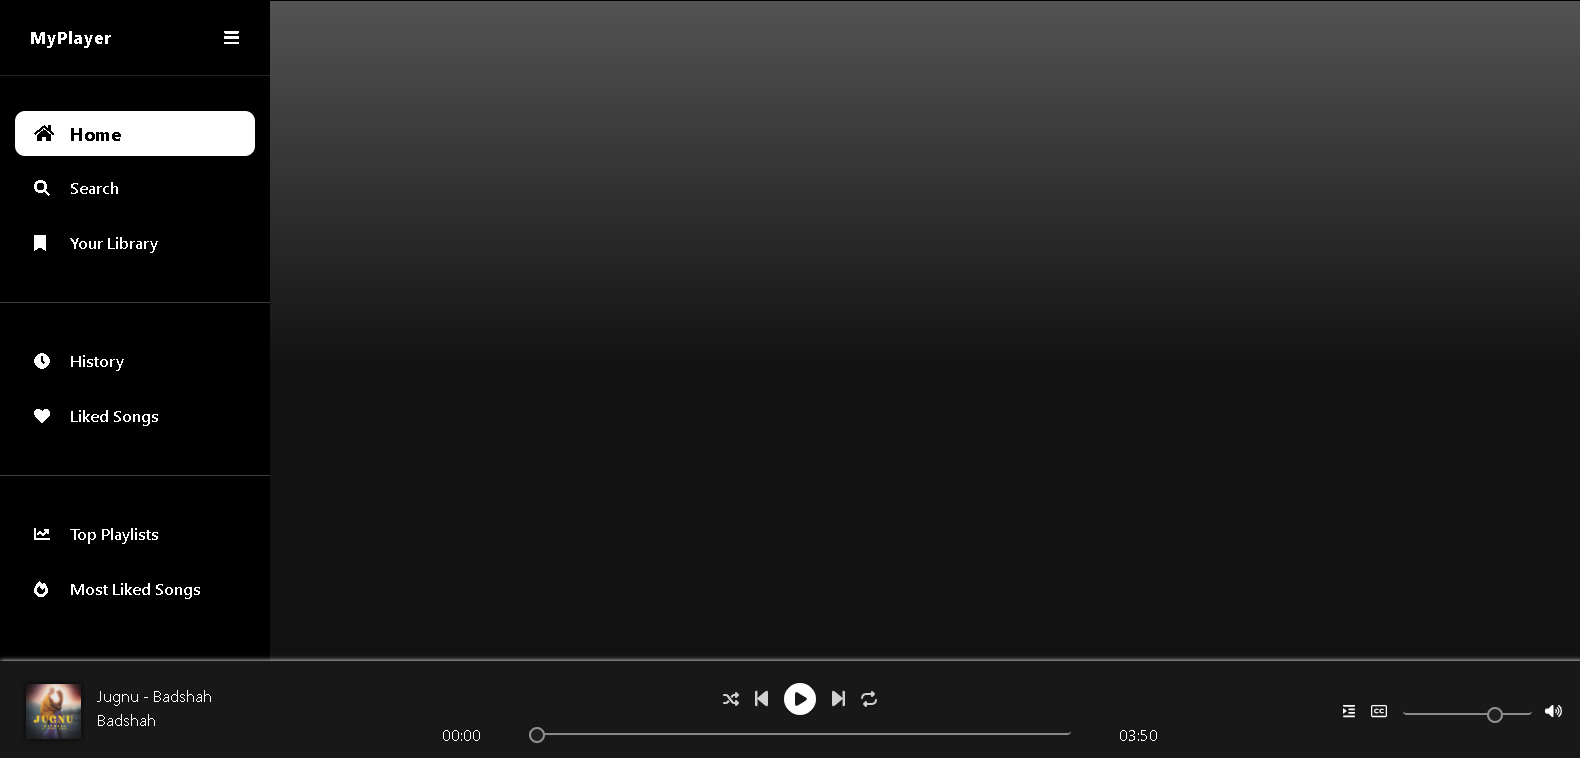 MyPlayer
Home
Search
Your Library
History
Liked Songs
Top Playlists
Most Liked Songs
JUGNU
Jugnu - Badshah
Badshah
00:00
03:50
CC